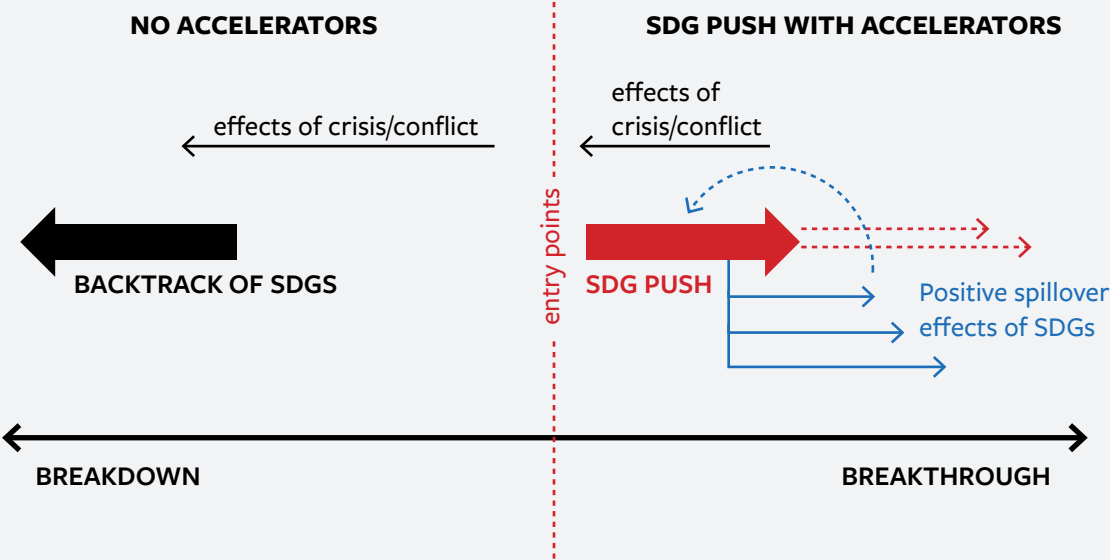 NO ACCELERATORS
SDG PUSH WITH ACCELERATORS
effects of crisis/conflict
effects of
crisis/conflict
entry points
BACKTRACK OF SDGS
SDG PUSH
Positive spillover
effects of SDGs
BREAKDOWN
BREAKTHROUGH